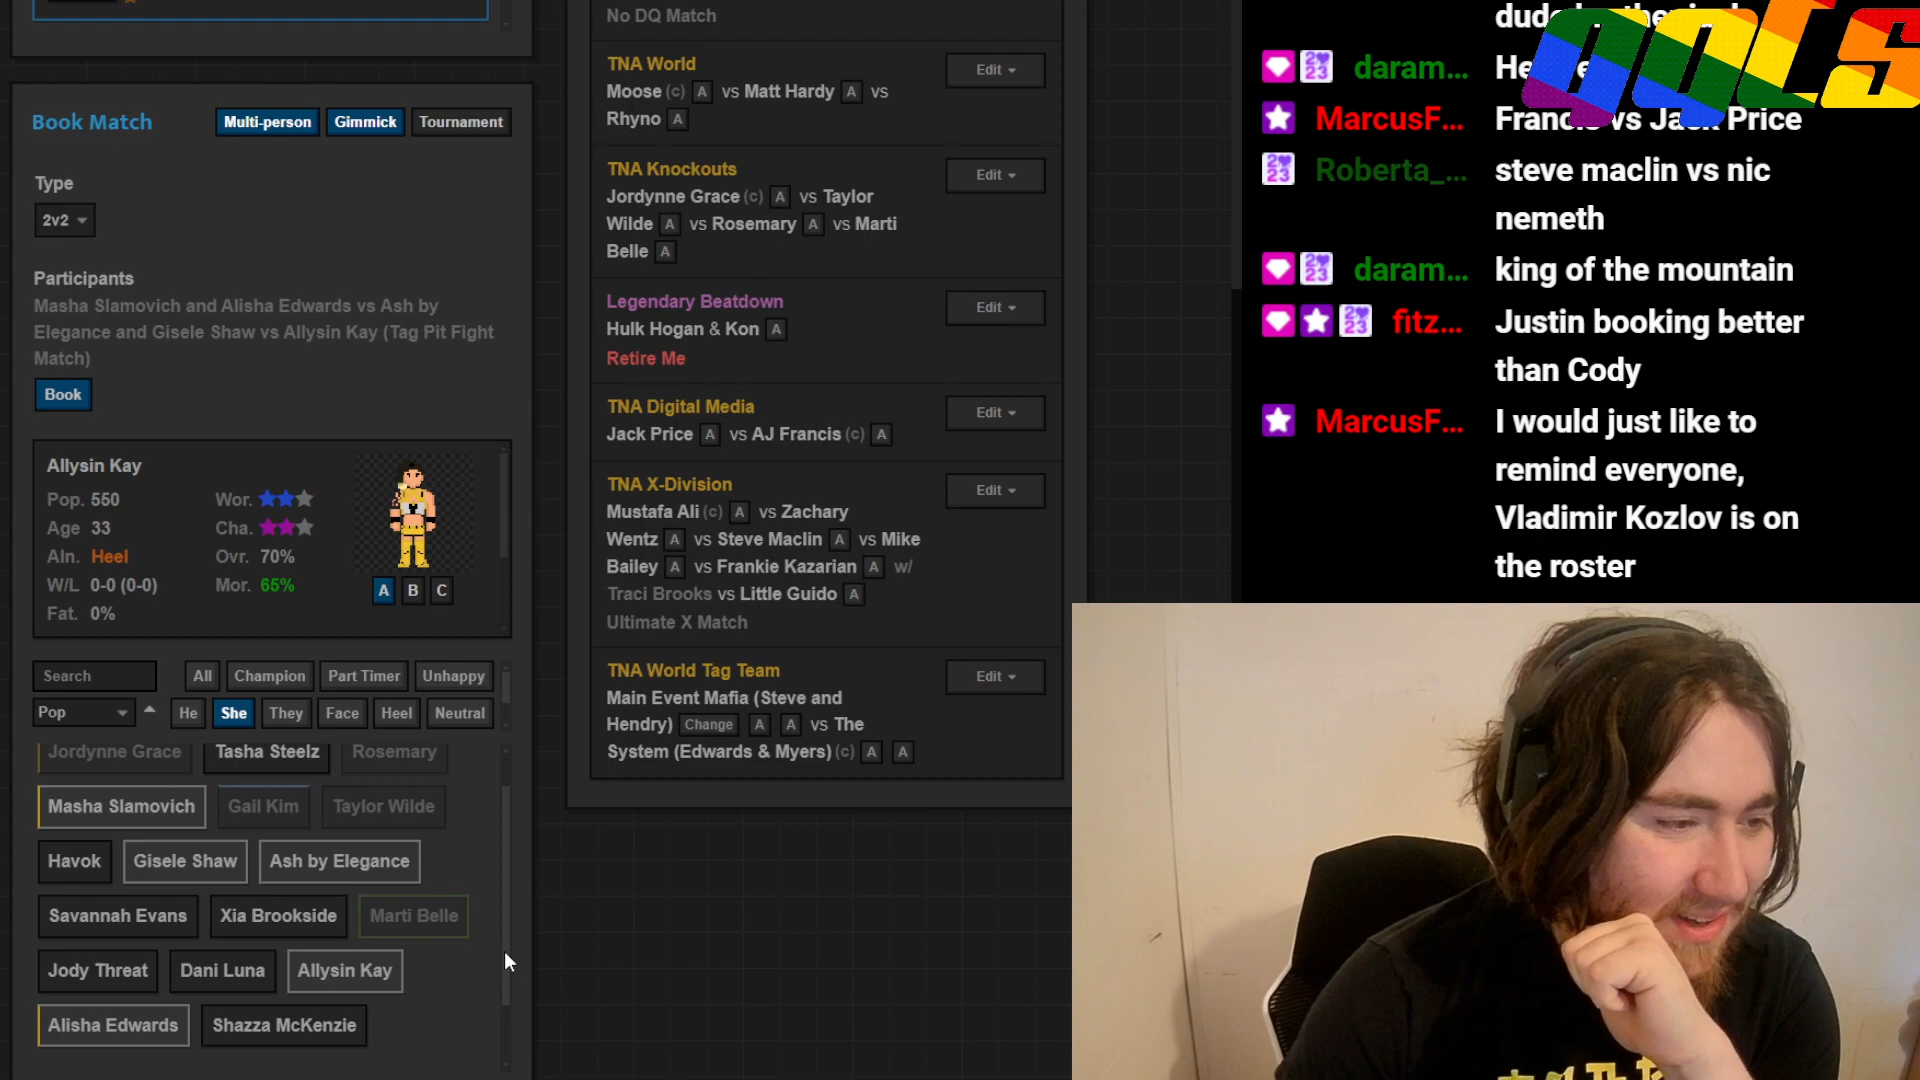 No DQ Match
TNA World
Moose (c) A vs Matt Hardy A vs
Rhyno A
Edit
TNA Knockouts
Jordynne Grace (c) A vs Taylor
Wilde A vs Rosemary A vs Marti
Belle A
Edit
Legendary Beatdown
Hulk Hogan & Kon A
Retire Me
Edit
TNA Digital Media
Jack Price A vs AJ Francis (c) A
Edit
TNA X-Division
Mustafa Ali (c) A vs Zachary
Wentz A vs Steve Maclin A vs Mike
Bailey A vs Frankie Kazarian A w/
Traci Brooks vs Little Guido A
Ultimate X Match
Edit
TNA World Tag Team
Main Event Mafia (Steve and
Hendry) Change A A vs The
System (Edwards & Myers) (c) A A
Edit
Book Match Multi-person Gimmick Tournament
Type
2v2
Participants
Masha Slamovich and Alisha Edwards vs Ash by
Elegance and Gisele Shaw vs Allysin Kay (Tag Pit Fight
Match)
Book
Allysin Kay
Pop. 550 Wor.
Age 33 Cha.
Aln. Heel Ovr. 70%
W/L 0-0 (0-0) Mor. 65%
Fat. 0%
A B C
Search All Champion Part Timer Unhappy
Pop He She They Face Heel Neutral
Jordynne Grace Tasha Steelz Rosemary
Masha Slamovich Gail Kim Taylor Wilde
Havok Gisele Shaw Ash by Elegance
Savannah Evans Xia Brookside Marti Belle
Jody Threat Dani Luna Allysin Kay
Alisha Edwards Shazza McKenzie
daram...
MarcusF... Francis vs Jack Price
Roberta_... steve maclin vs nic
nemeth
daram... king of the mountain
fitz... Justin booking better
than Cody
MarcusF... I would just like to
remind everyone,
Vladimir Kozlov is on
the roster